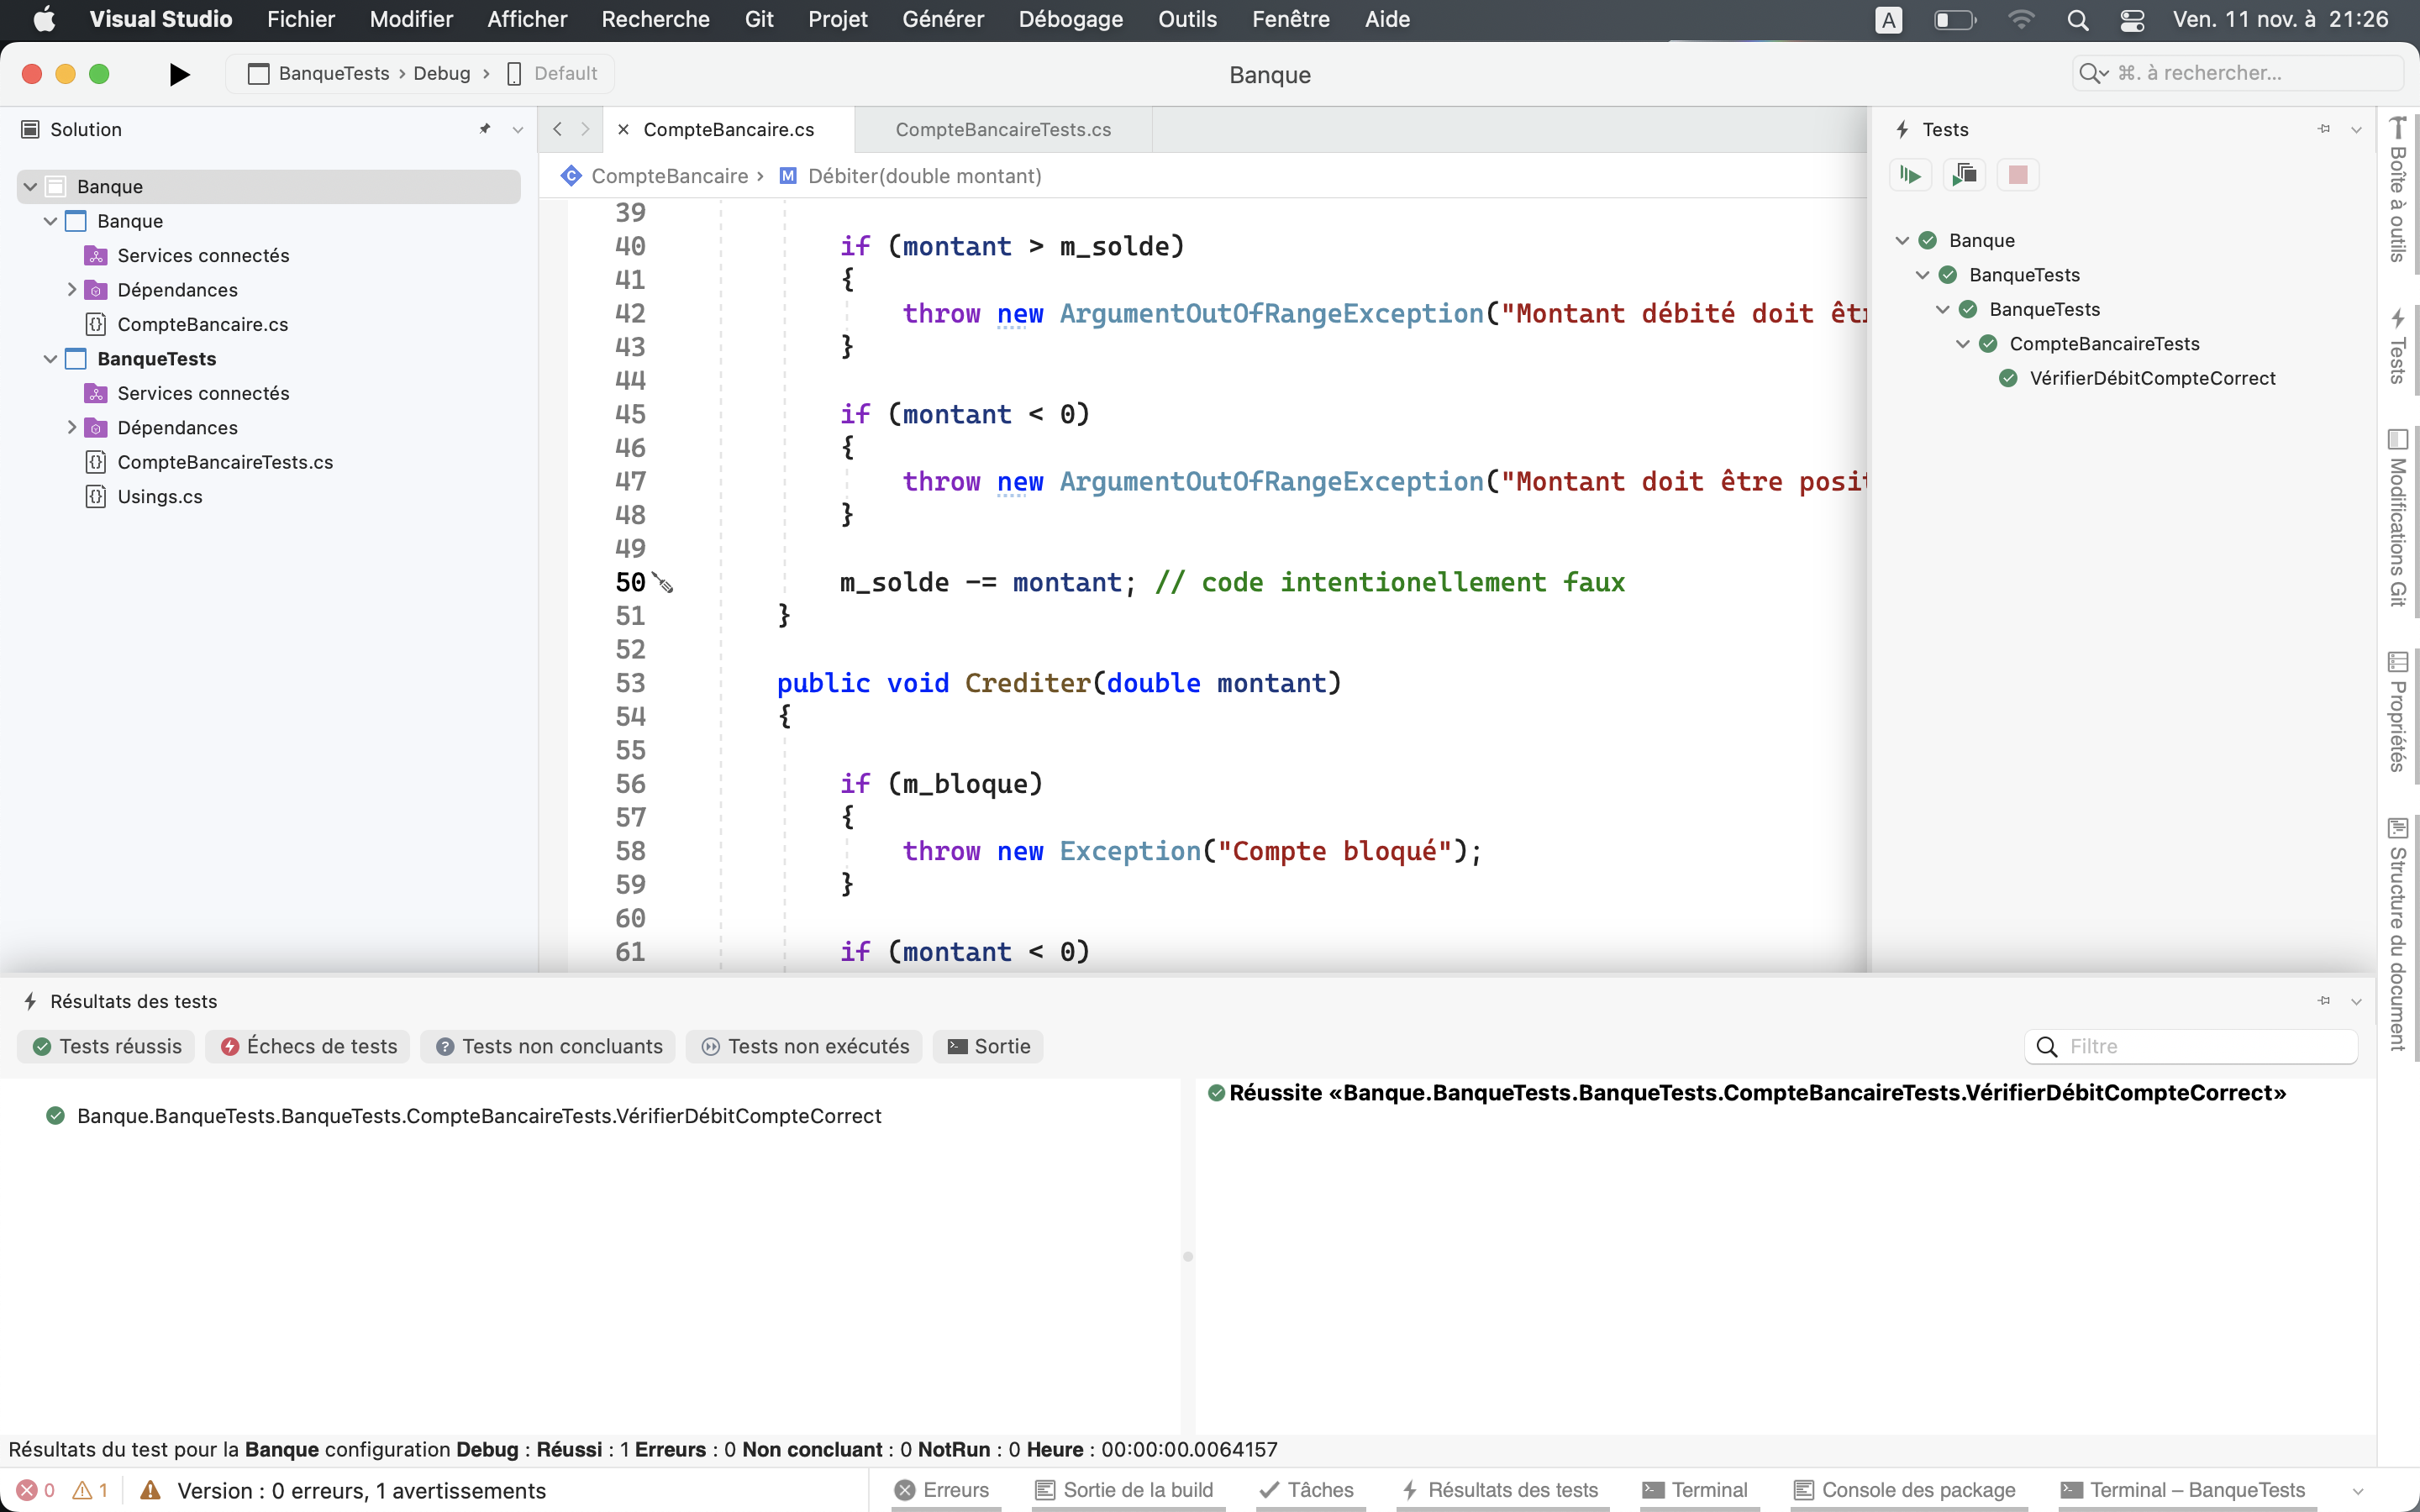 Visual Studio Fichier Modifier Afficher Recherche Git Projet Générer Débogage Outils Fenêtre Aide A Ven. 11 nov. à 21:26
BanqueTests › Debug › Default Banque ⌘. à rechercher...
Solution
Banque
Banque
Services connectés
Dépendances
CompteBancaire.cs
BanqueTests
Services connectés
Dépendances
CompteBancaireTests.cs
Usings.cs
CompteBancaire.cs CompteBancaireTests.cs
CompteBancaire › M Débiter(double montant)
39
40 if (montant > m_solde)
41 {
42 throw new ArgumentOutOfRangeException("Montant débité doit
43 }
44
45 if (montant < 0)
46 {
47 throw new ArgumentOutOfRangeException("Montant doit être
48 }
49
50 m_solde -= montant; // code intentionellement faux
51 }
52
53 public void Crediter(double montant)
54 {
55
56 if (m_bloque)
57 {
58 throw new Exception("Compte bloqué");
59 }
60
61 if (montant < 0)
Tests
Banque
BanqueTests
BanqueTests
CompteBancaireTests
VérifierDébitCompteCorrect
Boîte à outils
Tests
Modifications Git
Propriétés
Structure du document
Résultats des tests
Tests réussis Échecs de tests Tests non concluants Tests non exécutés Sortie Filtre
Banque.BanqueTests.BanqueTests.CompteBancaireTests.VérifierDébitCompteCorrect
Réussite «Banque.BanqueTests.BanqueTests.CompteBancaireTests.VérifierDébitCompteCorrect»
Résultats du test pour la Banque configuration Debug : Réussi : 1 Erreurs : 0 Non concluant : 0 NotRun : 0 Heure : 00:00:00.0064157
0 1 Version : 0 erreurs, 1 avertissements Erreurs Sortie de la build Tâches Résultats des tests Terminal Console des package Terminal – BanqueTests